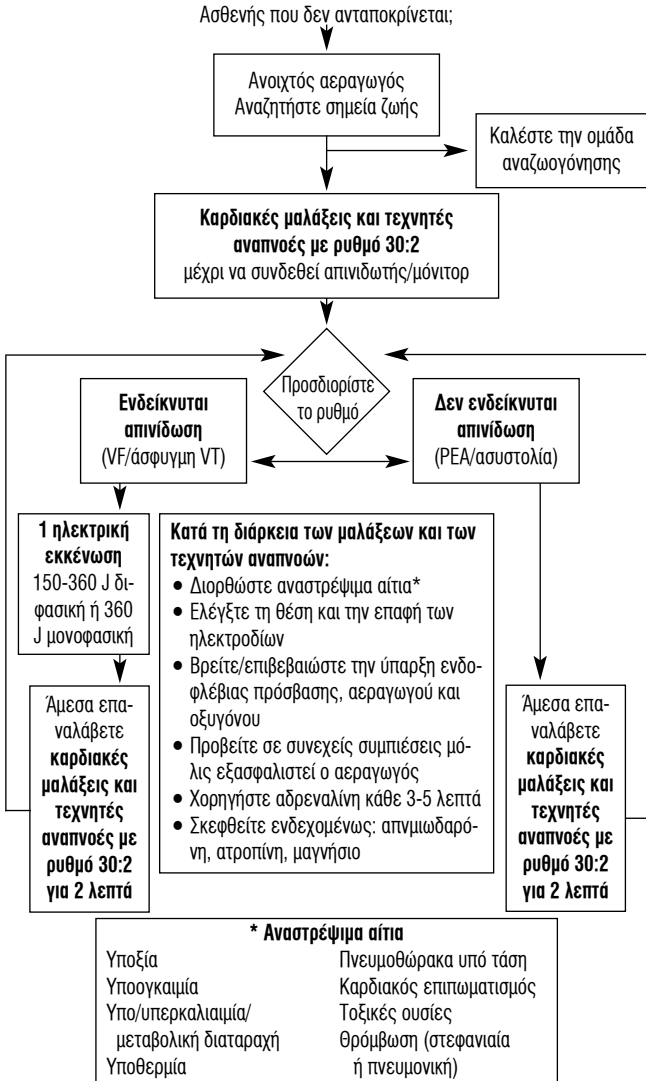 Ασθενής που δεν ανταποκρίνεται;
Ανοιχτός αεραγωγός
Αναζητήστε σημεία ζωής
Καλέστε την ομάδα
αναζωογόνησης
Καρδιακές μαλάξεις και τεχνητές
αναπνοές με ρυθμό 30:2
μέχρι να συνδεθεί απινιδωτής/μόνιτορ
Προσδιορίστε
το ρυθμό
Ενδείκνυται
απινίδωση
(VF/άσφυγμη VT)
Δεν ενδείκνυται
απινίδωση
(PEA/ασυστολία)
1 ηλεκτρική
εκκένωση
150-360 J δι-
φασική ή 360
J μονοφασική
Άμεσα επα-
ναλάβετε
καρδιακές
μαλάξεις και
τεχνητές
αναπνοές με
ρυθμό 30:2
για 2 λεπτά
Κατά τη διάρκεια των μαλάξεων και των
τεχνητών αναπνοών:
• Διορθώστε αναστρέψιμα αίτια*
• Ελέγξτε τη θέση και την επαφή των
ηλεκτροδίων
• Βρείτε/επιβεβαιώστε την ύπαρξη ενδο-
φλέβιας πρόσβασης, αεραγωγού και
οξυγόνου
• Προβείτε σε συνεχείς συμπιέσεις μό-
λις εξασφαλιστεί ο αεραγωγός
• Χορηγήστε αδρεναλίνη κάθε 3-5 λεπτά
• Σκεφθείτε ενδεχομένως: απνμιωδαρό-
νη, ατροπίνη, μαγνήσιο
Άμεσα επα-
ναλάβετε
καρδιακές
μαλάξεις και
τεχνητές
αναπνοές με
ρυθμό 30:2
για 2 λεπτά
* Αναστρέψιμα αίτια
Υποξία
Υποογκαιμία
Υπο/υπερκαλιαιμία/
μεταβολική διαταραχή
Υποθερμία
Πνευμοθώρακα υπό τάση
Καρδιακός επιπωματισμός
Τοξικές ουσίες
Θρόμβωση (στεφανιαία
ή πνευμονική)